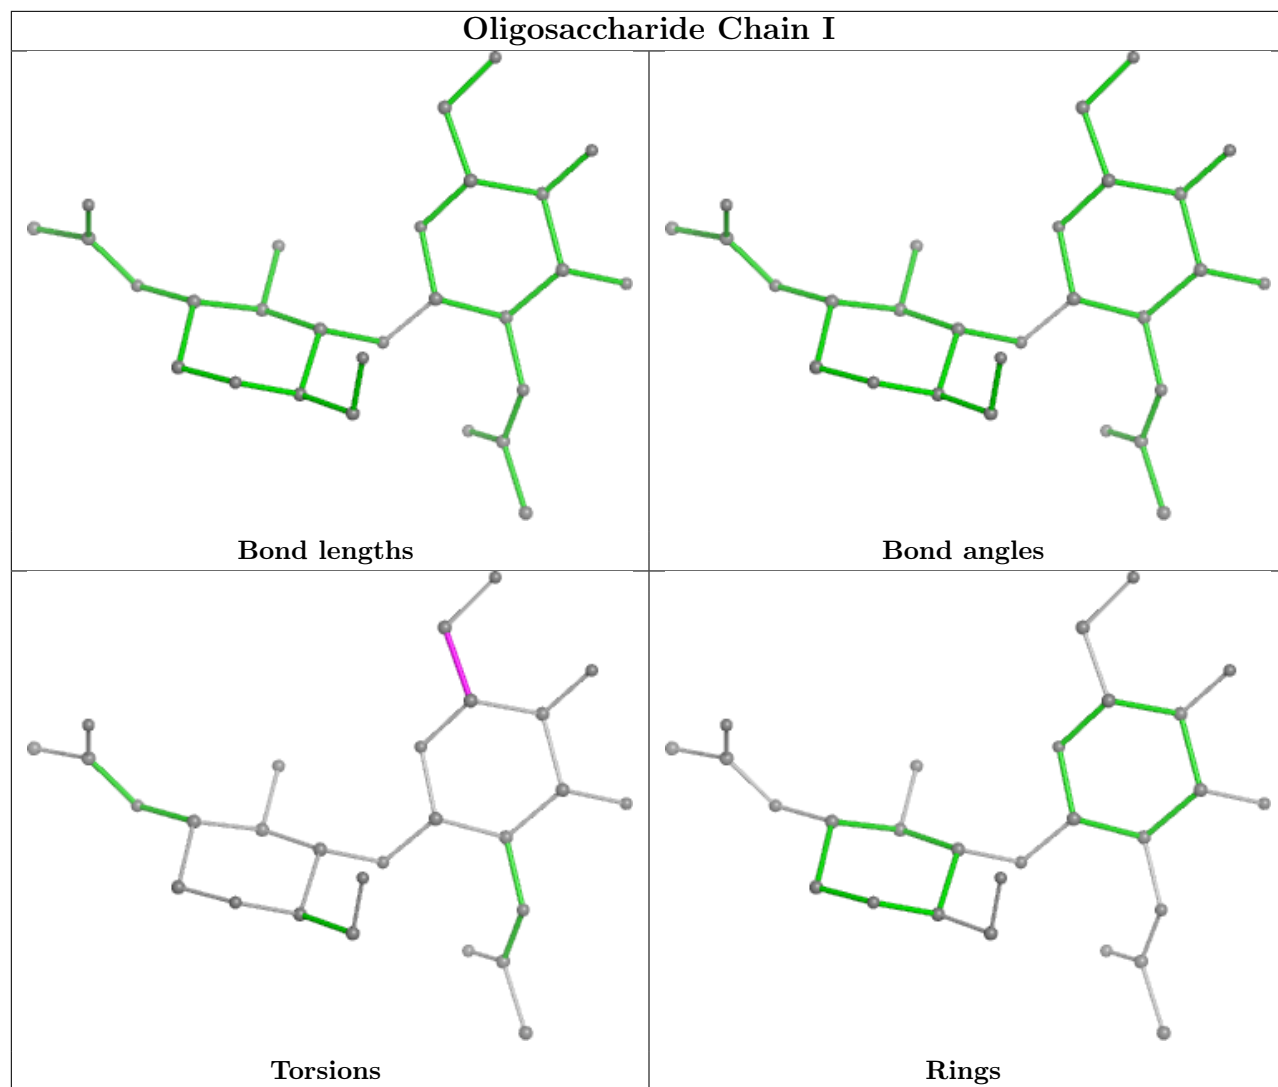 Oligosaccharide Chain I
Bond lengths
Bond angles
Torsions
Rings